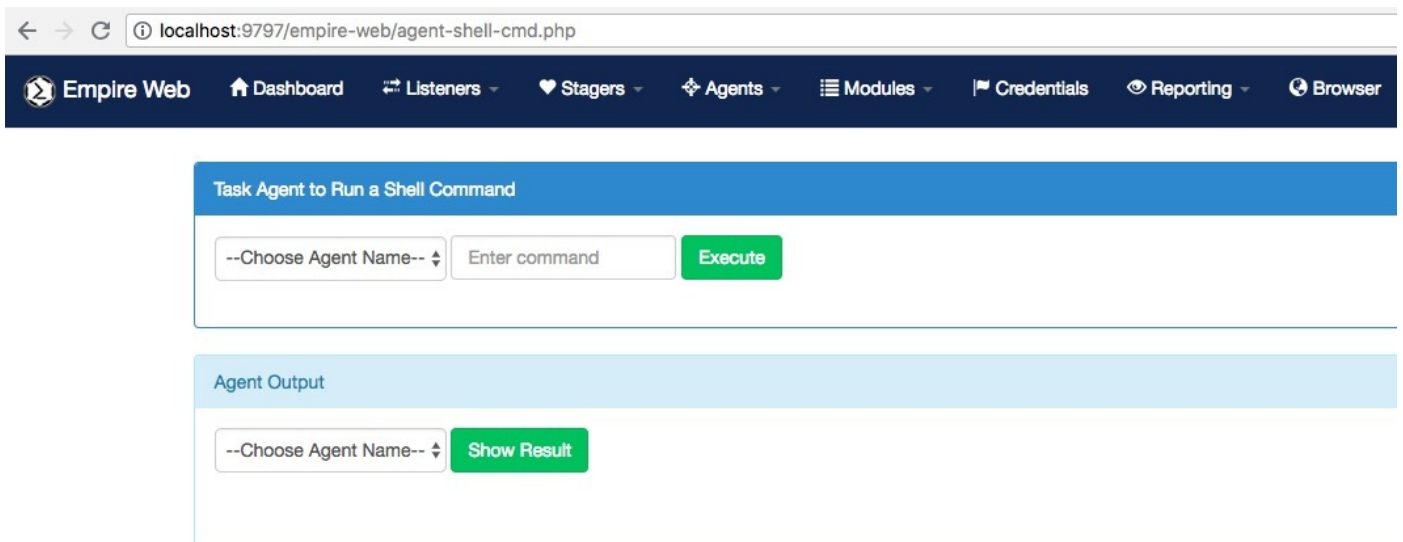 localhost:9797/empire-web/agent-shell-cmd.php
Empire Web Dashboard Listeners Stagers Agents Modules Credentials Reporting Browser
Task Agent to Run a Shell Command
--Choose Agent Name-- Enter command Execute
Agent Output
--Choose Agent Name-- Show Result